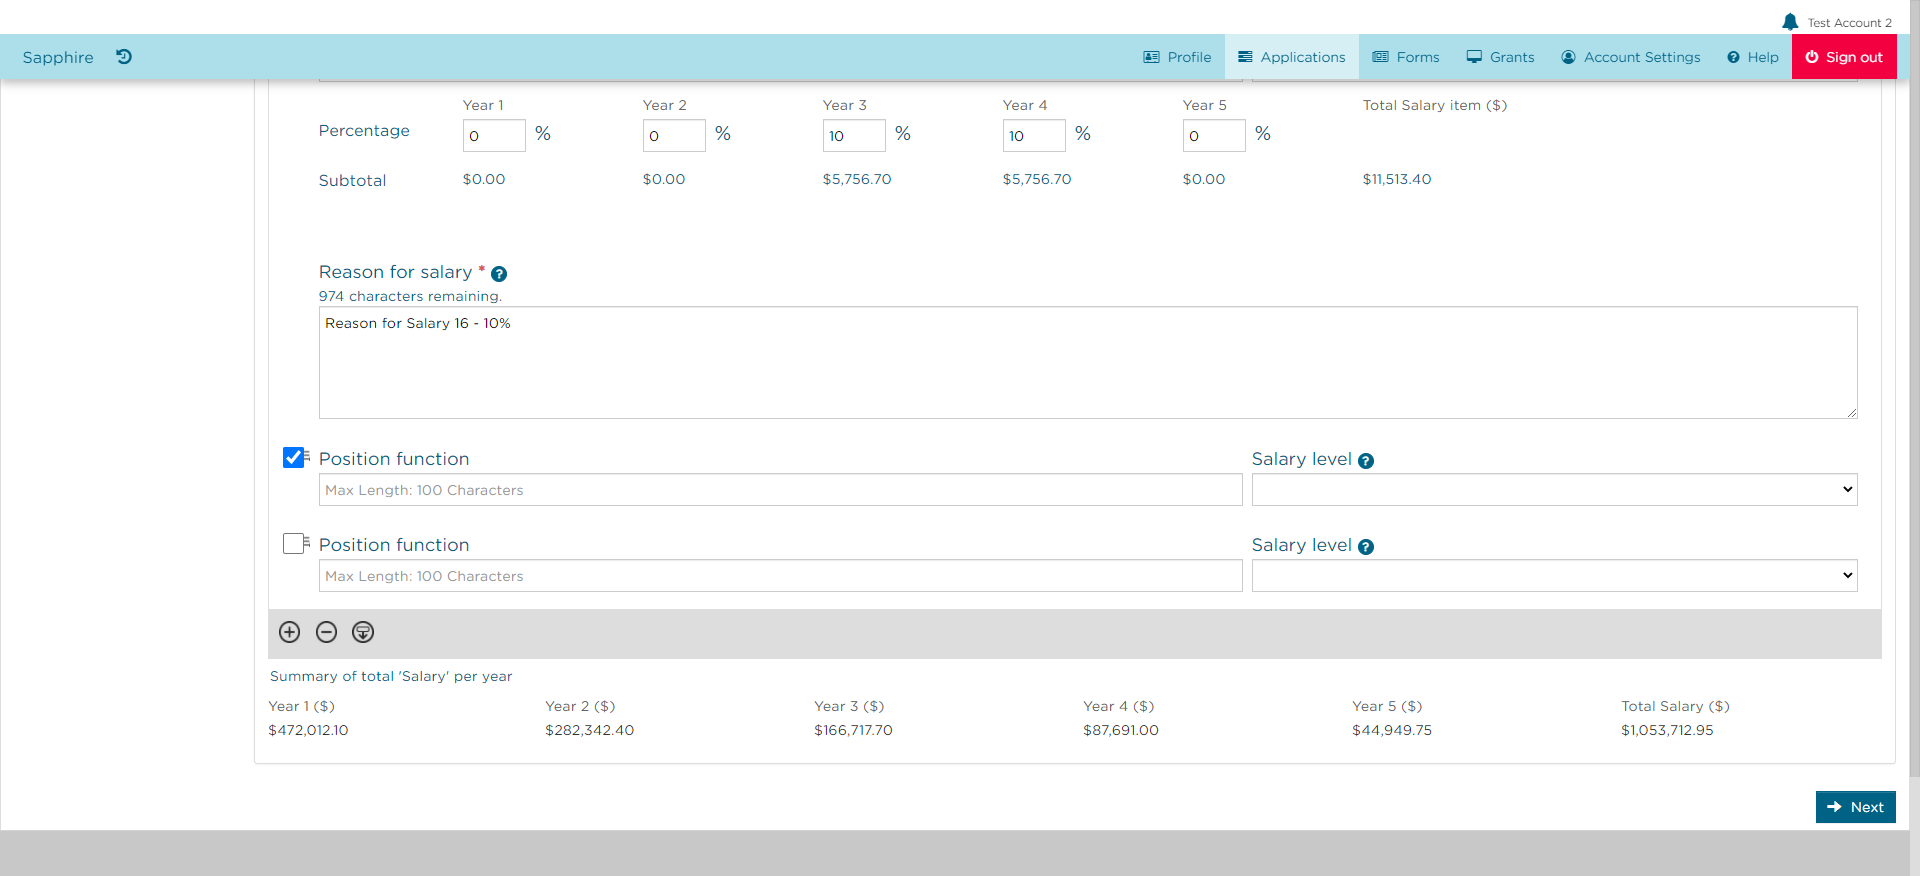 Test Account 2
Sapphire Profile Applications Forms Grants Account Settings Help Sign out
Year 1 Year 2 Year 3 Year 4 Year 5 Total Salary item ($)
Percentage 0 % 0 % 10 % 10 % 0 %
Subtotal $0.00 $0.00 $5,756.70 $5,756.70 $0.00 $11,513.40
Reason for salary * ?
974 characters remaining.
Reason for Salary 16 - 10%
Position function Salary level ?
Max Length: 100 Characters
Position function Salary level ?
Max Length: 100 Characters
Summary of total 'Salary' per year
Year 1 ($) Year 2 ($) Year 3 ($) Year 4 ($) Year 5 ($) Total Salary ($)
$472,012.10 $282,342.40 $166,717.70 $87,691.00 $44,949.75 $1,053,712.95
Next